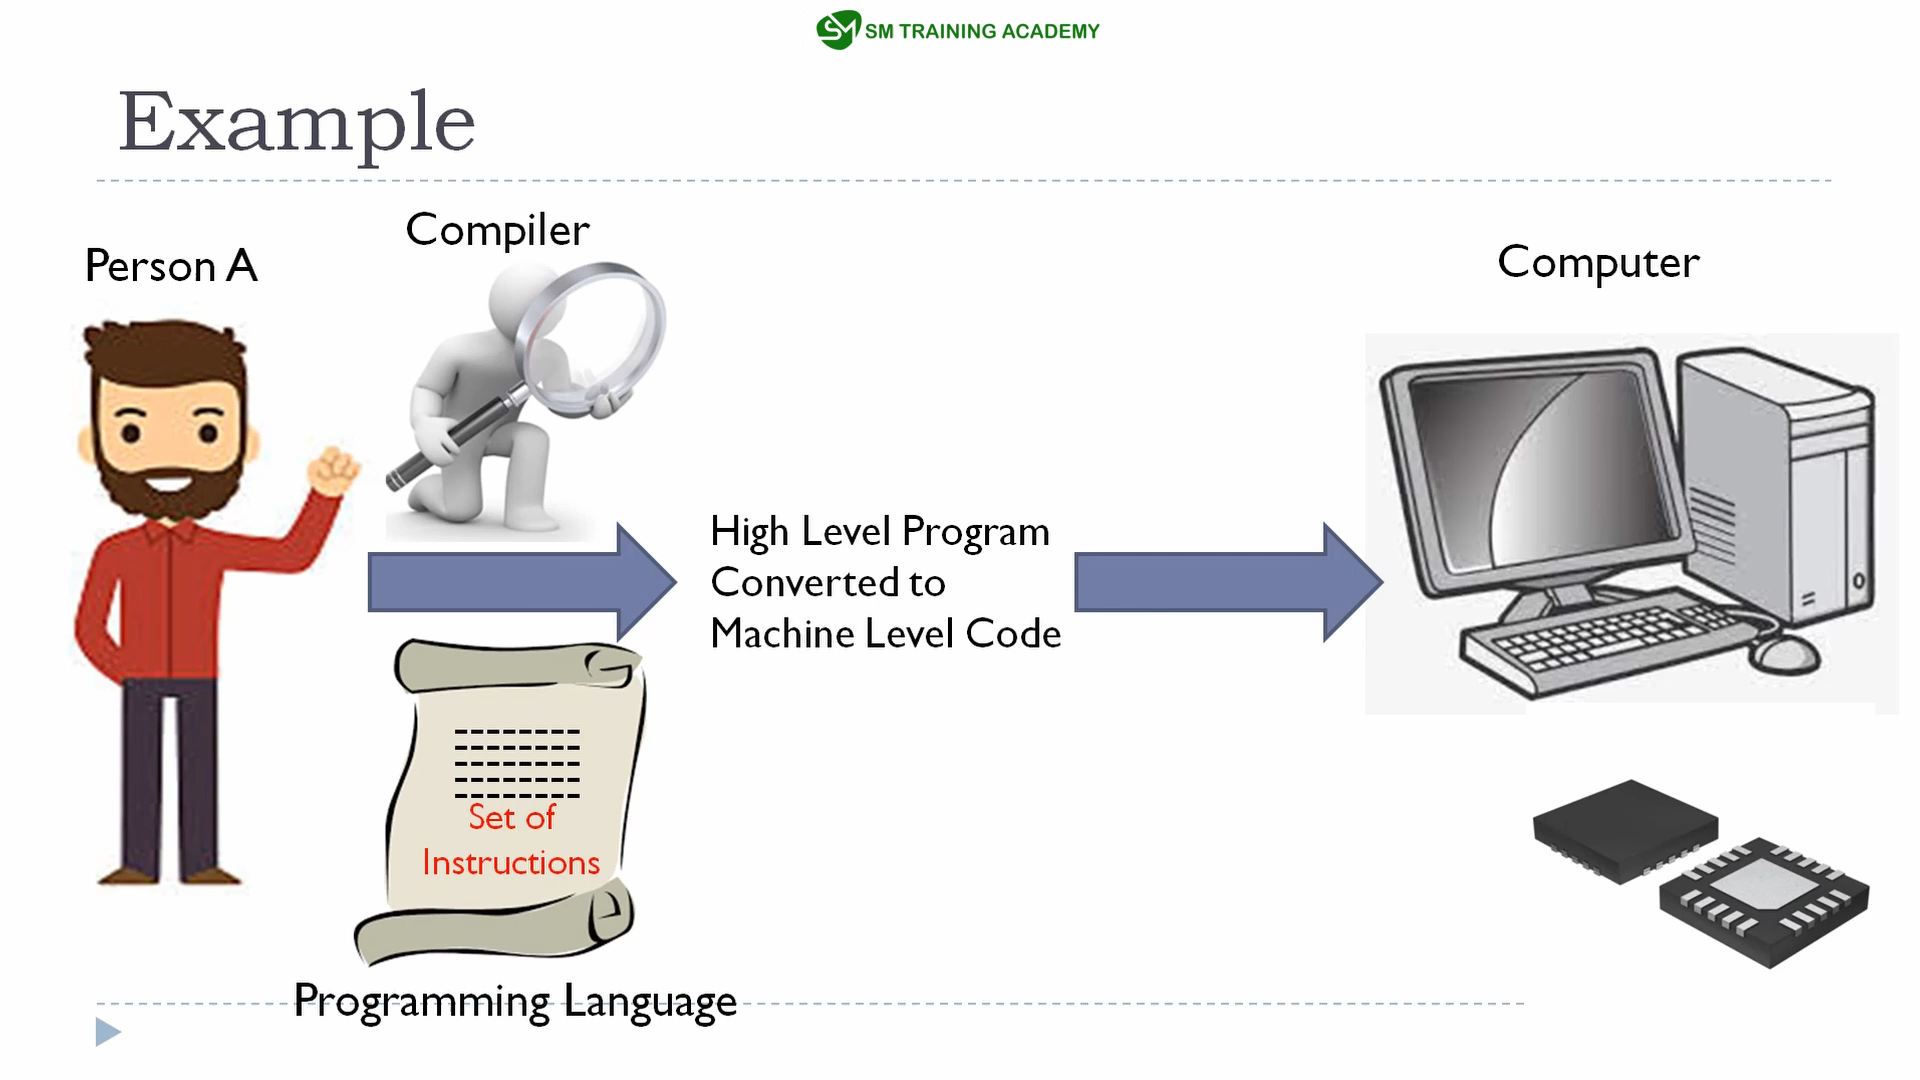 SM TRAINING ACADEMY
Example
Compiler
Person A
Computer
High Level Program
Converted to
Machine Level Code
Set of
Instructions
Programming Language